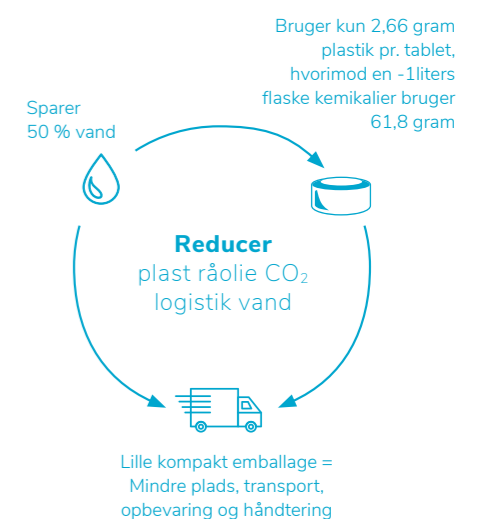 Bruger kun 2,66 gram
plastik pr. tablet,
hvorimod en -1liters
flaske kemikalier bruger
61,8 gram
Sparer
50 % vand
Reducer
plast råolie CO₂
logistik vand
Lille kompakt emballage =
Mindre plads, transport,
opbevaring og håndtering